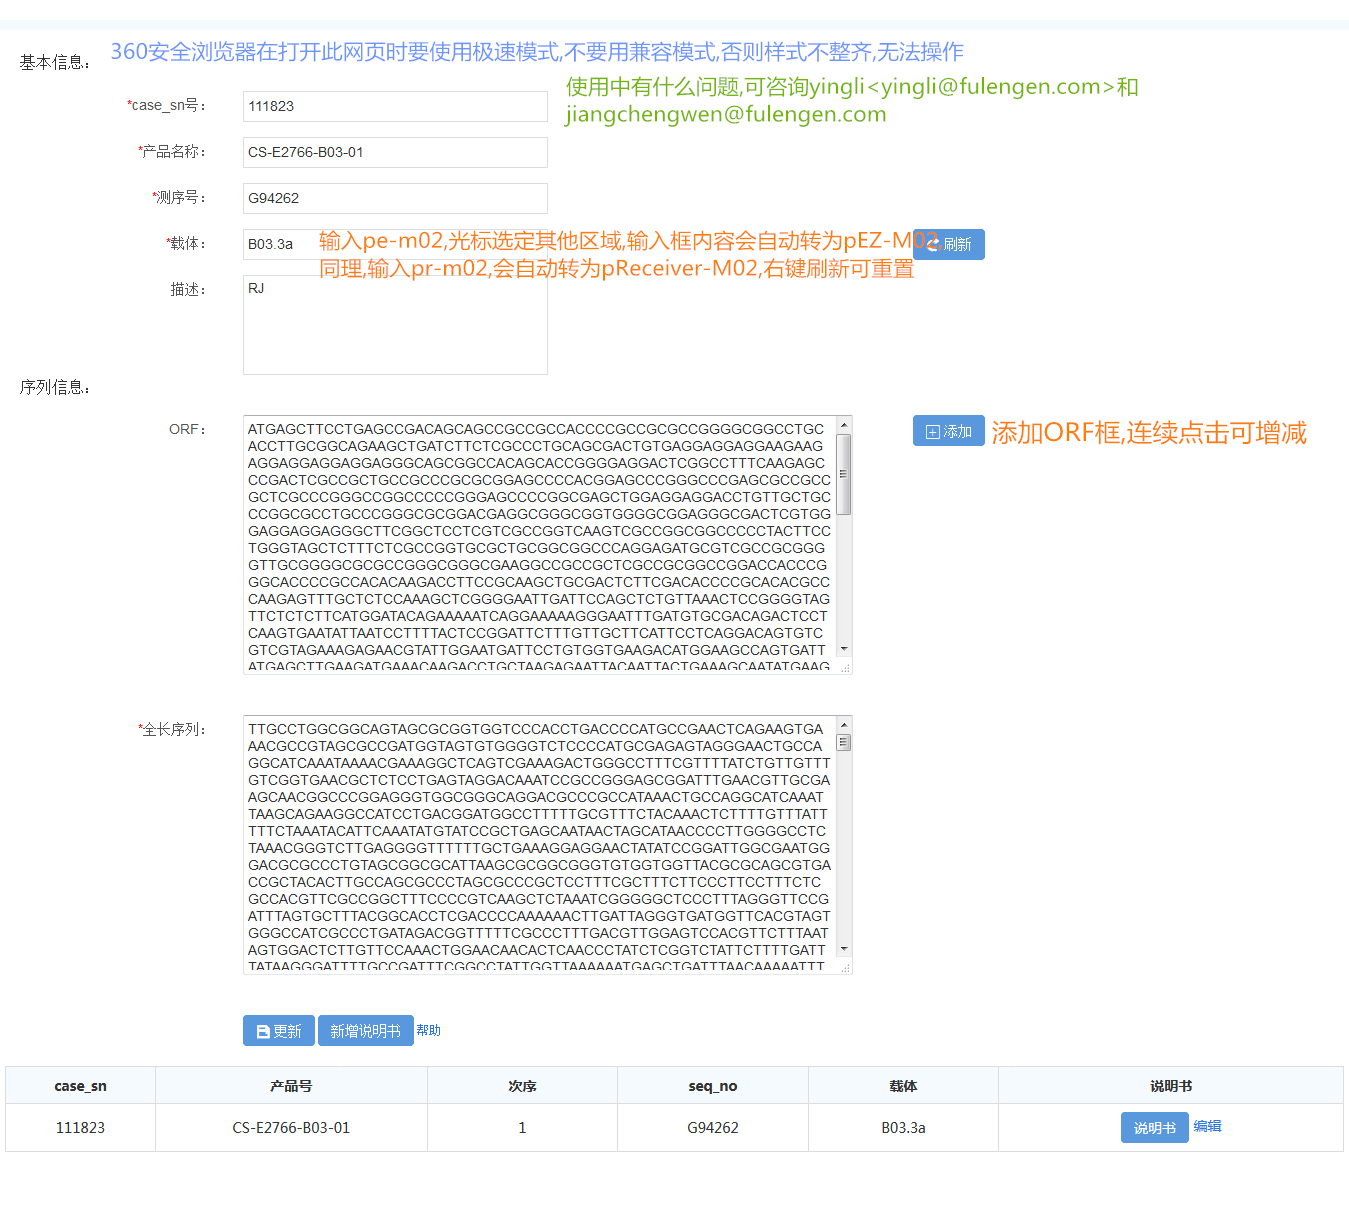 360安全浏览器在打开此网页时要使用极速模式,不要用兼容模式,否则样式不整齐,无法操作
基本信息:
使用中有什么问题,可咨询yingli<yingli@fulengen.com>和
jiangchengwen@fulengen.com
*case_sn号: 111823
*产品名称: CS-E2766-B03-01
*测序号: G94262
*载体: B03.3a
输入pe-m02,光标选定其他区域,输入框内容会自动转为pEZ-M02,
同理,输入pr-m02,会自动转为pReceiver-M02,右键刷新可重置
刷新
描述: RJ
序列信息:
ORF:
ATGAGCTTCCTGAGCCGACAGCAGCCGCCGCCACCCCGCCGCGCCGGGGCGGCCTGC
ACCTTGCGGCAGAAGCTGATCTTCTCGCCCTGCAGCGACTGTGAGGAGGAGGAAGAAG
AGGAGGAGGAGGAGGGCAGCGGCCACAGCACCGGGGAGGACTCGGCCTTTCAAGAGC
CCGACTCGCCGCTGCCGCCCGCGCGGAGCCCCACGGAGCCCGGGCCCGAGCGCCGCC
GCTCGCCCGGGCCGGCCCCCGGGAGCCCCGGCGAGCTGGAGGAGGACCTGTTGCTGC
CCGGCGCCTGCCCGGGCGCGGACGAGGCGGGCGGTGGGGCGGAGGGCGACTCGTGG
GAGGAGGAGGGCTTCGGCTCCTCGTCGCCGGTCAAGTCGCCGGCGGCCCCCTACTTCC
TGGGTAGCTCTTTCTCGCCGGTGCGCTGCGGCGGCCCAGGAGATGCGTCGCCGCGGG
GTTGCGGGGCGCGCCGGGCGGGCGAAGGCCGCCGCTCGCCGCGGCCGGACCACCCG
GGCACCCCGCCACACAAGACCTTCCGCAAGCTGCGACTCTTCGACACCCCGCACACGCC
CAAGAGTTTGCTCTCCAAAGCTCGGGGAATTGATTCCAGCTCTGTTAAACTCCGGGGTAG
TTCTCTCTTCATGGATACAGAAAAATCAGGAAAAAGGGAATTTGATGTGCGACAGACTCCT
CAAGTGAATATTAATCCTTTTACTCCGGATTCTTTGTTGCTTCATTCCTCAGGACAGTGTC
GTCGTAGAAAGAGAACGTATTGGAATGATTCCTGTGGTGAAGACATGGAAGCCAGTGATT
ATGAGCTTGAAGATGAAACAAGACCTGCTAAGAGAATTACAATTACTGAAAGCAATATGAAG
添加
添加ORF框,连续点击可增减
*全长序列:
TTGCCTGGCGGCAGTAGCGCGGTGGTCCCACCTGACCCCATGCCGAACTCAGAAGTGA
AACGCCGTAGCGCCGATGGTAGTGTGGGGTCTCCCCATGCGAGAGTAGGGAACTGCCA
GGCATCAAATAAAACGAAAGGCTCAGTCGAAAGACTGGGCCTTTCGTTTTATCTGTTGTTT
GTCGGTGAACGCTCTCCTGAGTAGGACAAATCCGCCGGGAGCGGATTTGAACGTTGCGA
AGCAACGGCCCGGAGGGTGGCGGGCAGGACGCCCGCCATAAACTGCCAGGCATCAAAT
TAAGCAGAAGGCCATCCTGACGGATGGCCTTTTTGCGTTTCTACAAACTCTTTTGTTTATT
TTTCTAAATACATTCAAATATGTATCCGCTGAGCAATAACTAGCATAACCCCTTGGGGCCTC
TAAACGGGTCTTGAGGGGTTTTTTGCTGAAAGGAGGAACTATATCCGGATTGGCGAATGG
GACGCGCCCTGTAGCGGCGCATTAAGCGCGGCGGGTGTGGTGGTTACGCGCAGCGTGA
CCGCTACACTTGCCAGCGCCCTAGCGCCCGCTCCTTTCGCTTTCTTCCCTTCCTTTCTC
GCCACGTTCGCCGGCTTTCCCCGTCAAGCTCTAAATCGGGGGCTCCCTTTAGGGTTCCG
ATTTAGTGCTTTACGGCACCTCGACCCCAAAAAACTTGATTAGGGTGATGGTTCACGTAGT
GGGCCATCGCCCTGATAGACGGTTTTTCGCCCTTTGACGTTGGAGTCCACGTTCTTTAAT
AGTGGACTCTTGTTCCAAACTGGAACAACACTCAACCCTATCTCGGTCTATTCTTTTGATT
TATAAGGGATTTTGCCGATTTCGGCCTATTGGTTAAAAAATGAGCTGATTTAACAAAAATTT
更新 新增说明书 帮助
case_sn 产品号 次序 seq_no 载体 说明书
111823 CS-E2766-B03-01 1 G94262 B03.3a 说明书 编辑